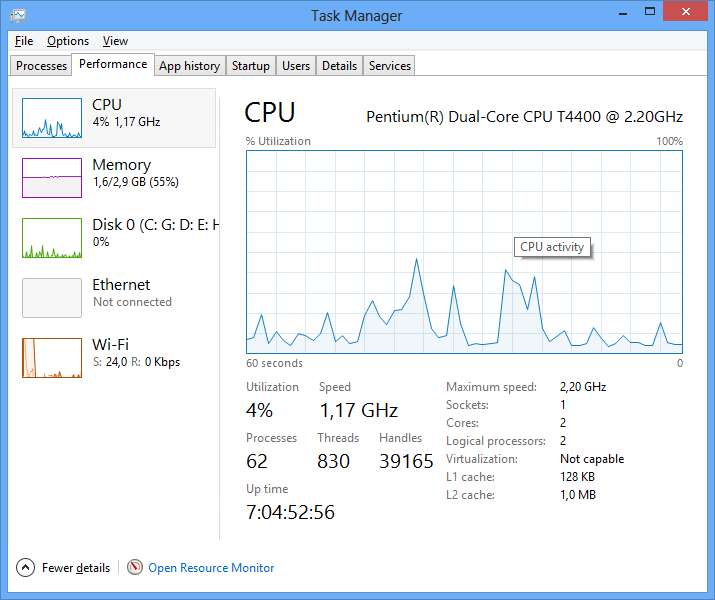 Task Manager
File Options View
Processes Performance App history Startup Users Details Services
CPU
4% 1,17 GHz
Memory
1,6/2,9 GB (55%)
Disk 0 (C: G: D: E: H
0%
Ethernet
Not connected
Wi-Fi
S: 24,0 R: 0 Kbps
CPU Pentium(R) Dual-Core CPU T4400 @ 2.20GHz
% Utilization 100%
CPU activity
60 seconds 0
Utilization Speed
4% 1,17 GHz
Processes Threads Handles
62 830 39165
Up time
7:04:52:56
Maximum speed: 2,20 GHz
Sockets: 1
Cores: 2
Logical processors: 2
Virtualization: Not capable
L1 cache: 128 KB
L2 cache: 1,0 MB
Fewer details Open Resource Monitor